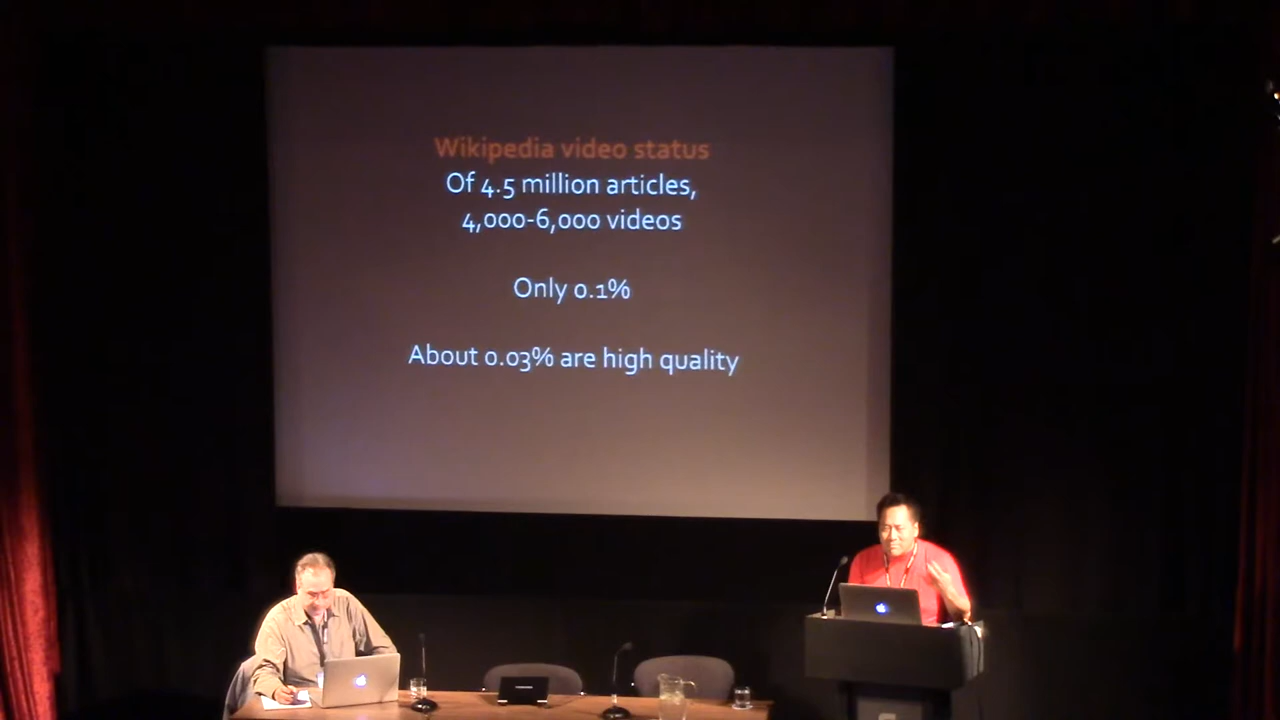 Wikipedia video status
Of 4.5 million articles,
4,000-6,000 videos
Only 0.1%
About 0.03% are high quality